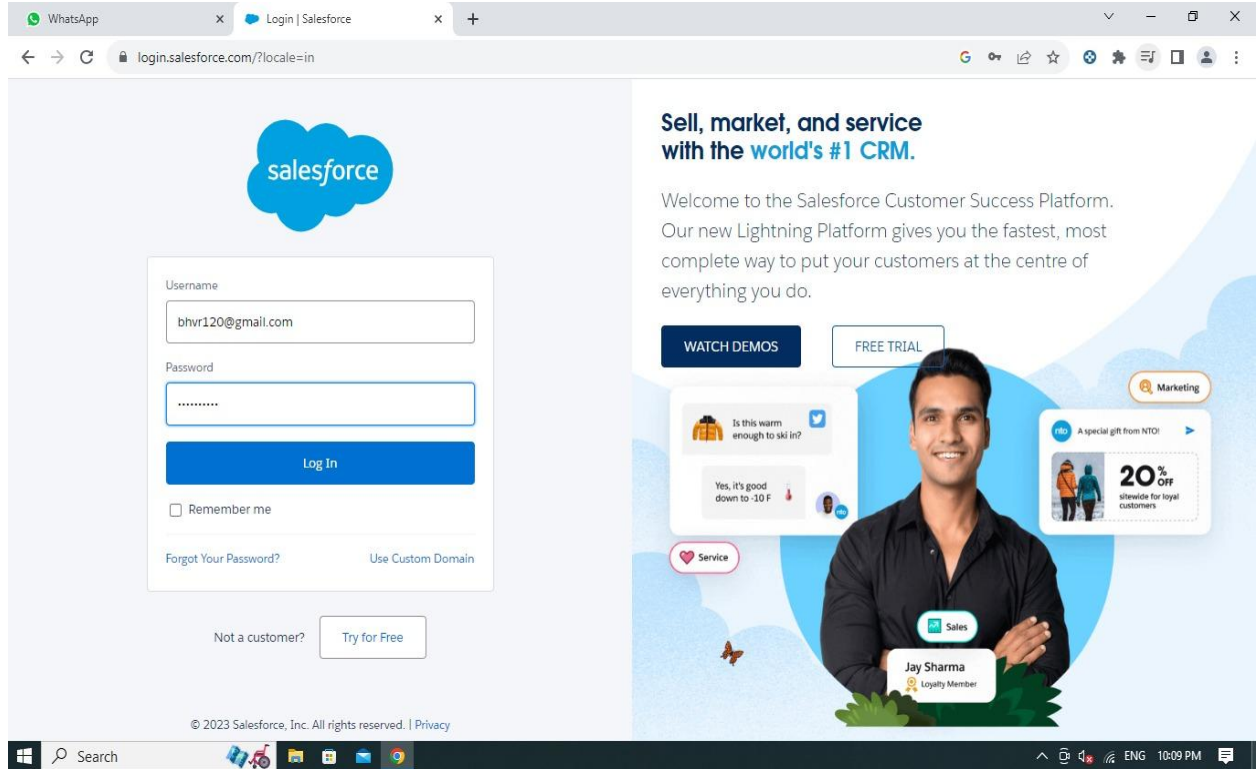 WhatsApp
Login | Salesforce
login.salesforce.com/?locale=in
salesforce
Username
bhvr120@gmail.com
Password
..........
Log In
Remember me
Forgot Your Password? Use Custom Domain
Not a customer? Try for Free
© 2023 Salesforce, Inc. All rights reserved. | Privacy
Sell, market, and service
with the world's #1 CRM.
Welcome to the Salesforce Customer Success Platform.
Our new Lightning Platform gives you the fastest, most
complete way to put your customers at the centre of
everything you do.
WATCH DEMOS FREE TRIAL
Is this warm
enough to ski in?
Yes, it's good
down to -10 F
nto
Service
Marketing
nto A special gift from NTO!
20% OFF
sitewide for loyal
customers
Sales
Jay Sharma
Loyalty Member
Search
ENG 10:09 PM